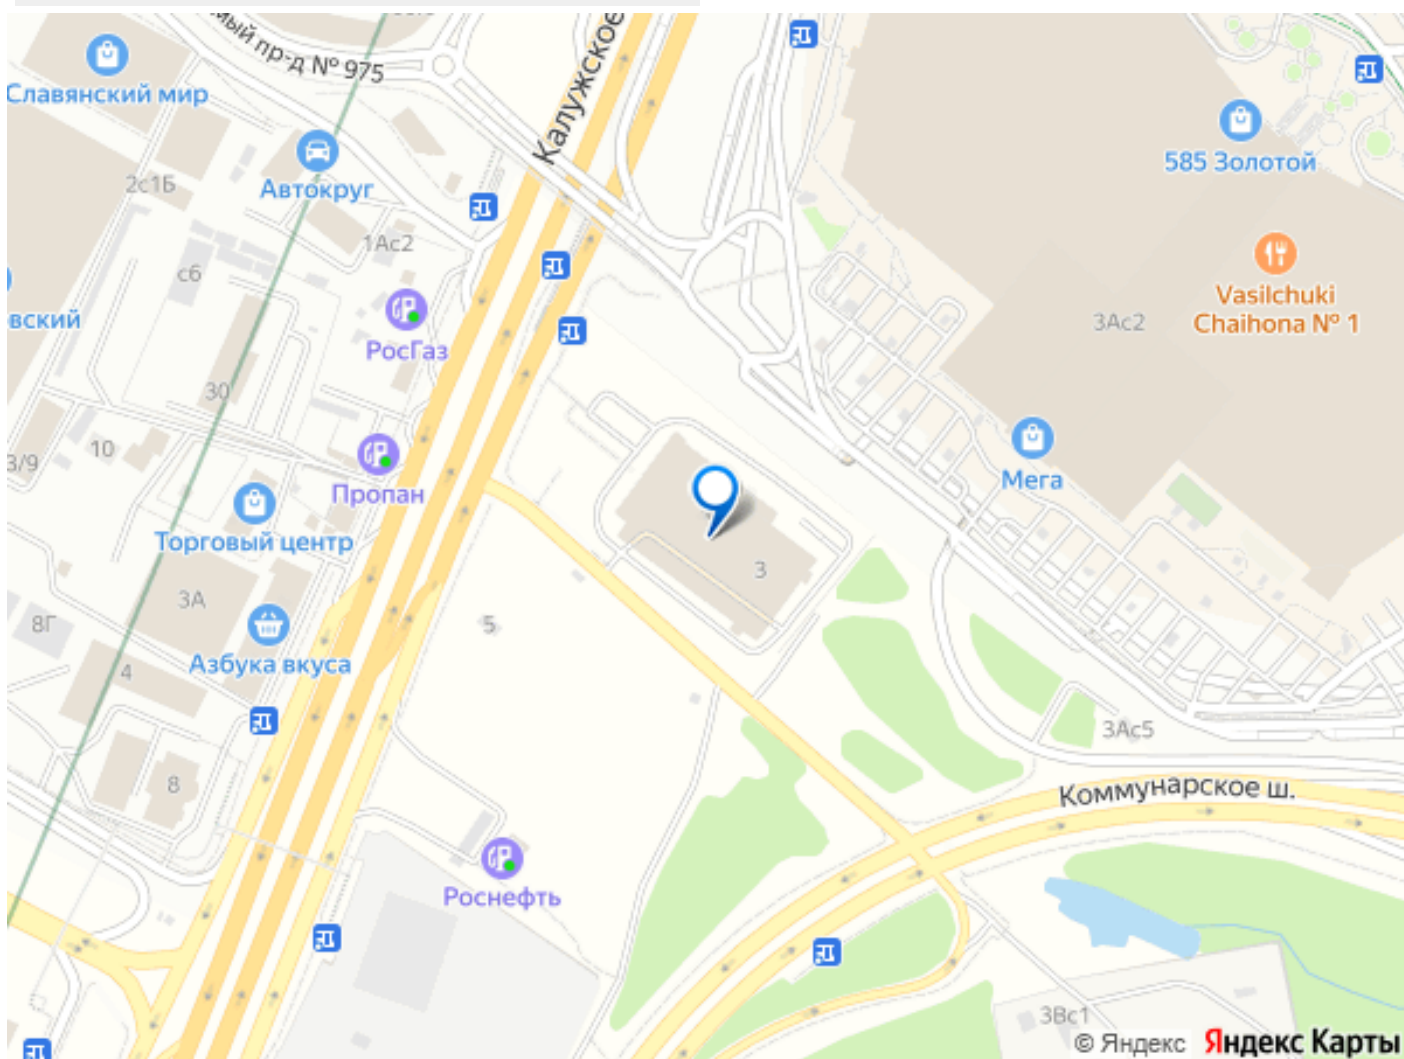 пр-д № 975
Калужское
Славянский мир
585 Золотой
Автокруг
2с1Б
1Ас2
с6
Vasilchuki
Chaihona № 1
3Ас2
РосГаз
30
10
3/9
Пропан
Мега
Торговый центр
3
3А
8Г
5
Азбука вкуса
4
3Ас5
8
Коммунарское ш.
Роснефть
3Вс1
© Яндекс Яндекс Карты